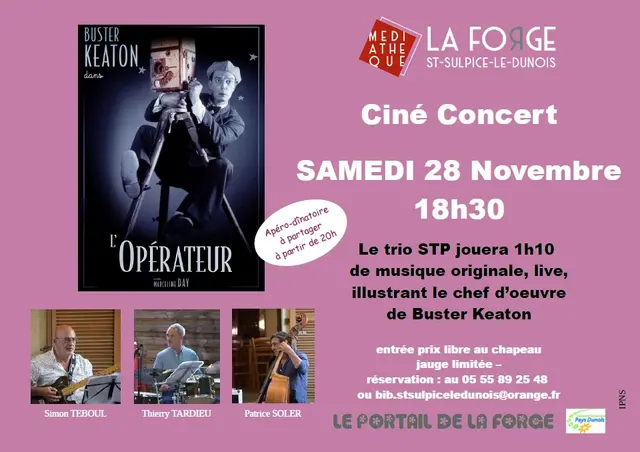 BUSTER
KEATON
dans
L'OPÉRATEUR
MARCELINE DAY
MEDI
ATHE
QUE
LA FORGE
ST-SULPICE-LE-DUNOIS
Ciné Concert
SAMEDI 28 Novembre
18h30
Apéro-dînatoire
à partager
à partir de 20h
Le trio STP jouera 1h10
de musique originale, live,
illustrant le chef d'oeuvre
de Buster Keaton
Simon TEBOUL
Thierry TARDIEU
Patrice SOLER
entrée prix libre au chapeau
jauge limitée –
réservation : au 05 55 89 25 48
ou bib.stsulpiceledunois@orange.fr
LE PORTAIL DE LA FORGE
Pays Dunois
IPNS